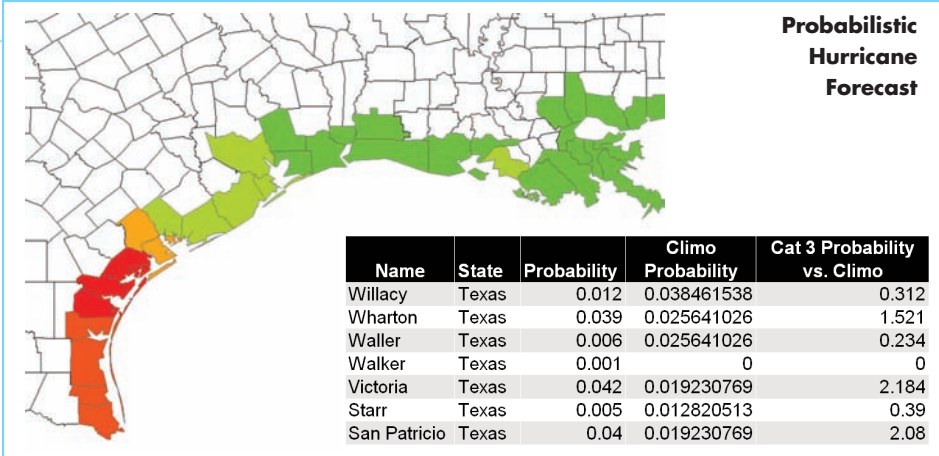 Probabilistic
Hurricane
Forecast
Name State Probability Climo Probability Cat 3 Probability vs. Climo
Willacy Texas 0.012 0.038461538 0.312
Wharton Texas 0.039 0.025641026 1.521
Waller Texas 0.006 0.025641026 0.234
Walker Texas 0.001 0 0
Victoria Texas 0.042 0.019230769 2.184
Starr Texas 0.005 0.012820513 0.39
San Patricio Texas 0.04 0.019230769 2.08